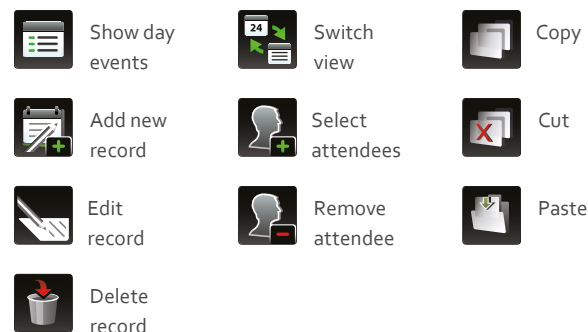 Show day
events
Add new
record
Edit
record
Delete
record
24
Switch
view
Select
attendees
Remove
attendee
Copy
Cut
Paste